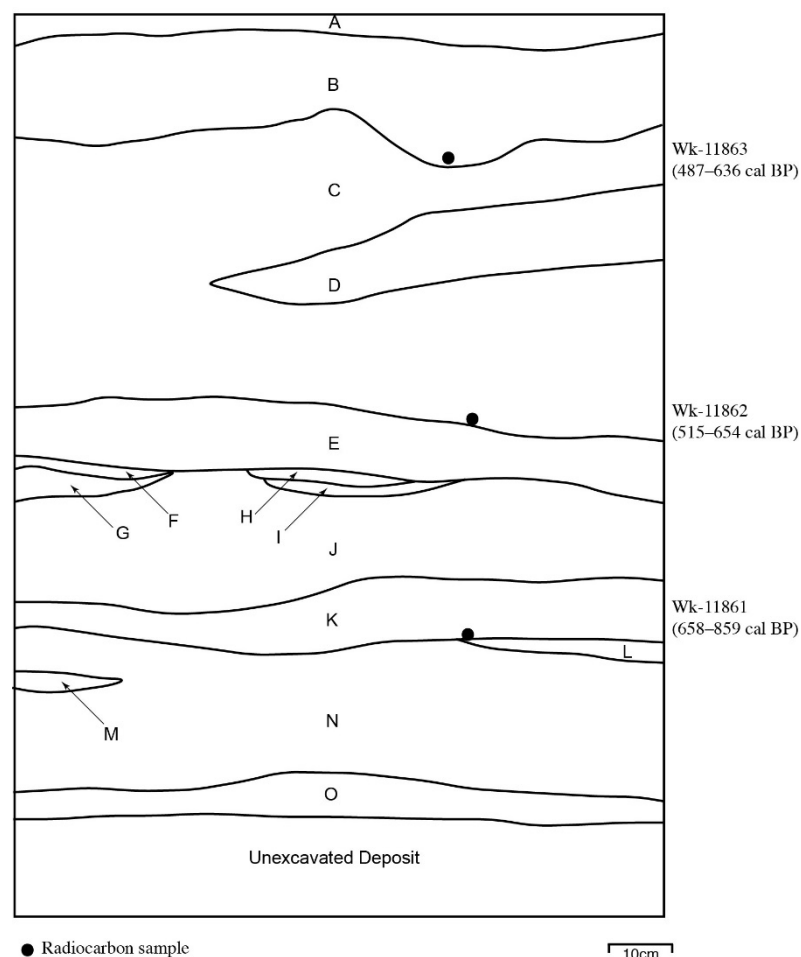 A
B
Wk-11863
(487–636 cal BP)
C
D
Wk-11862
(515–654 cal BP)
E
F
G
H
I
J
Wk-11861
(658–859 cal BP)
K
L
M
N
O
Unexcavated Deposit
Radiocarbon sample
10cm